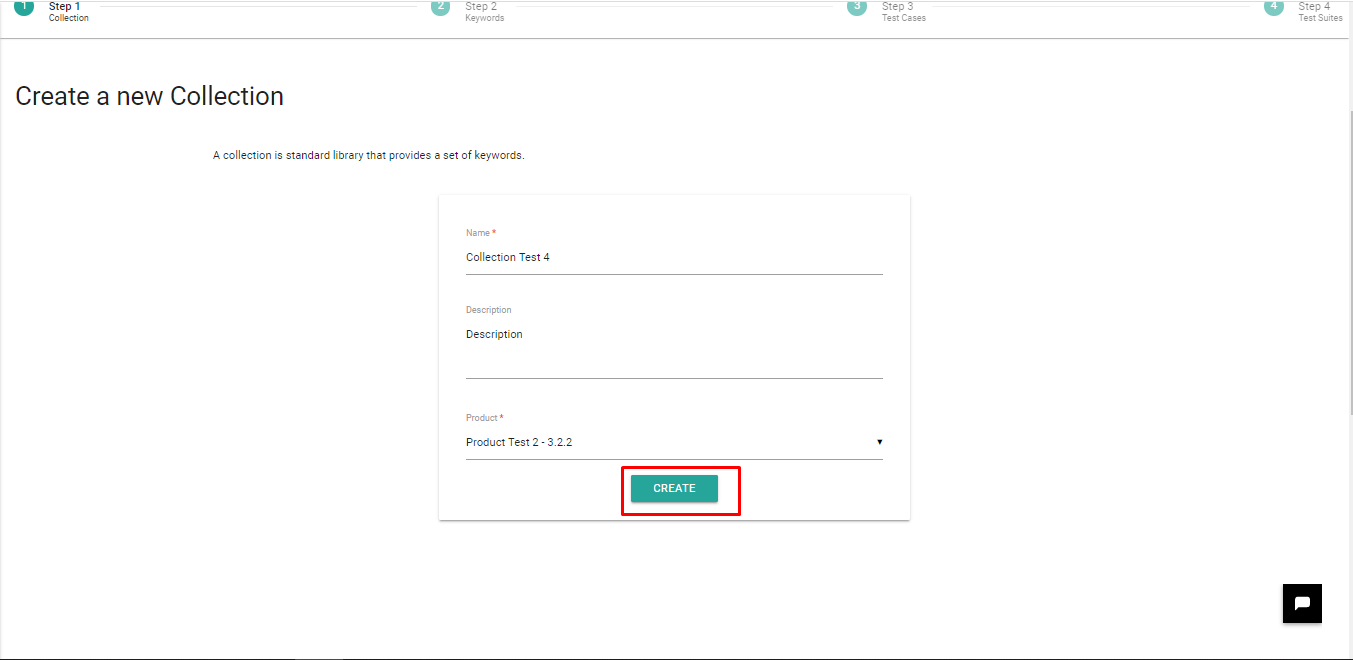 1 Step 1 2 Step 2 3 Step 3 4 Step 4
Collection Keywords Test Cases Test Suites
Create a new Collection
A collection is standard library that provides a set of keywords.
Name *
Collection Test 4
Description
Description
Product *
Product Test 2 - 3.2.2
CREATE